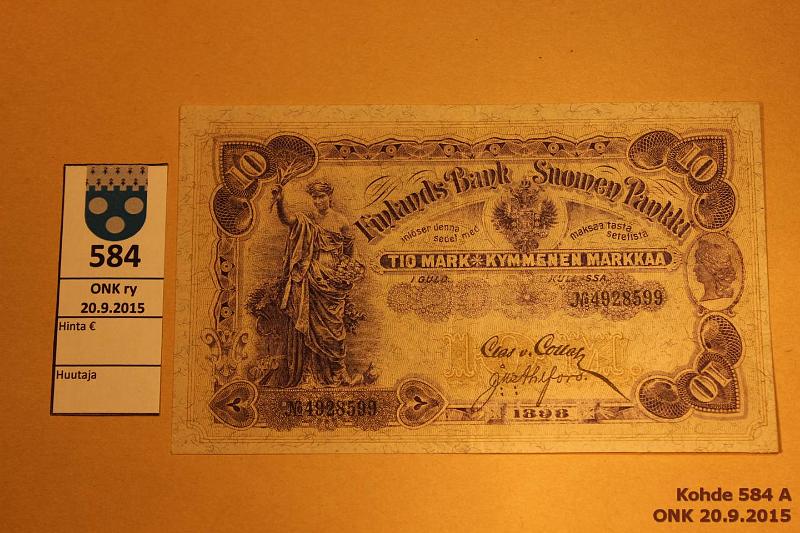 584
ONK ry
20.9.2015
Hinta €
Huutaja
10
10
Finlands Bank Suomen Pankki
inlöser denna sedel med
maksaa tästä setelistä
TIO MARK * KYMMENEN MARKKAA
I GULD. KULLASSA.
№4928599
10
№4928599
1898
Kohde 584 A
ONK 20.9.2015